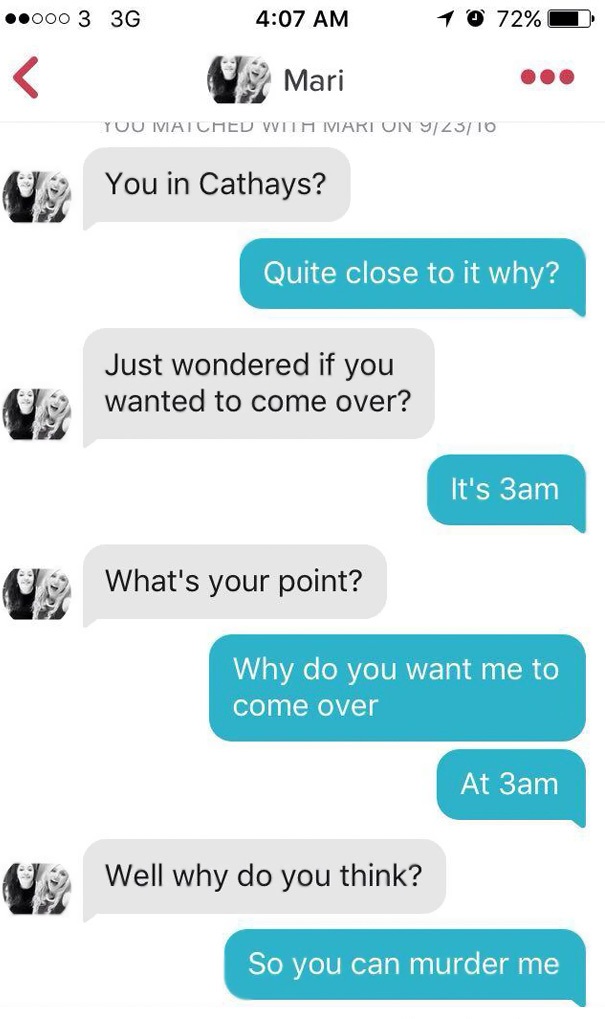 3 3G 4:07 AM 72%
Mari
YOU MATCHED WITH MARI ON 9/23/16
You in Cathays?
Quite close to it why?
Just wondered if you
wanted to come over?
It's 3am
What's your point?
Why do you want me to
come over
At 3am
Well why do you think?
So you can murder me